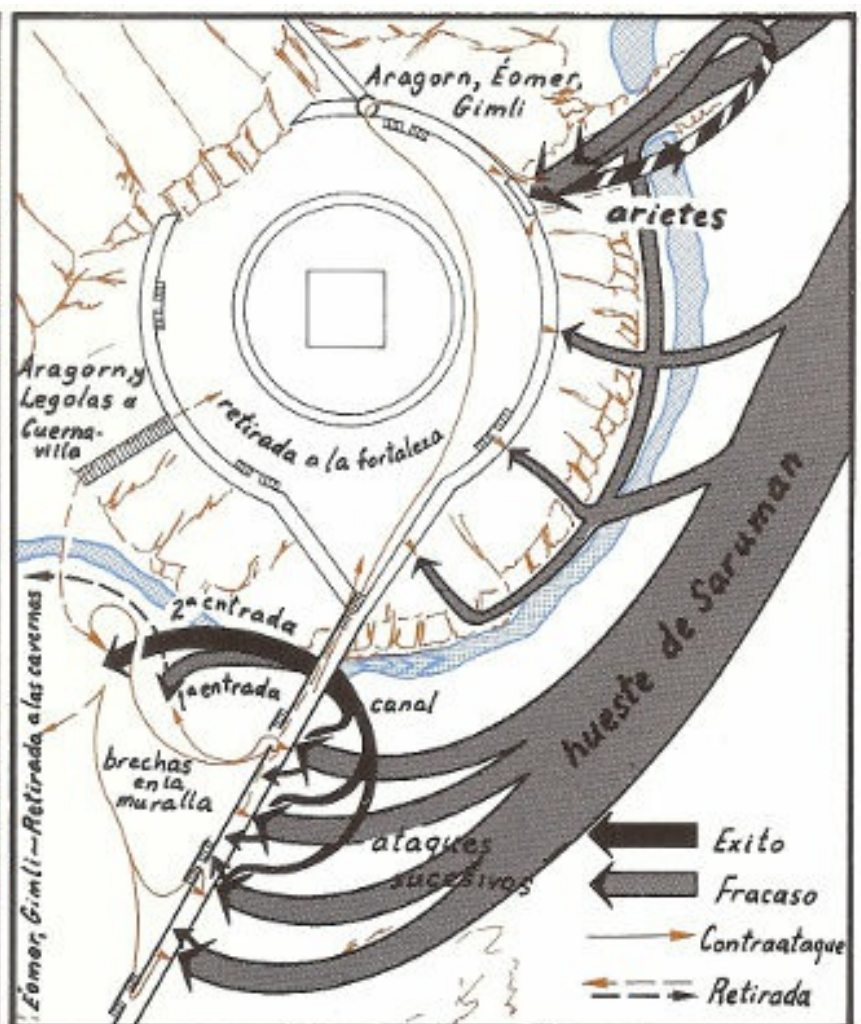 Aragorn, Éomer,
Gimli
arietes
Aragorn y
Legolas a
Cuerna-
villa
retirada a la fortaleza
hueste de Saruman
2ª entrada
1ª entrada
canal
brechas
en la
muralla
ataques
sucesivos
Éomer, Gimli—Retirada a las cavernas
Exito
Fracaso
Contraataque
Retirada